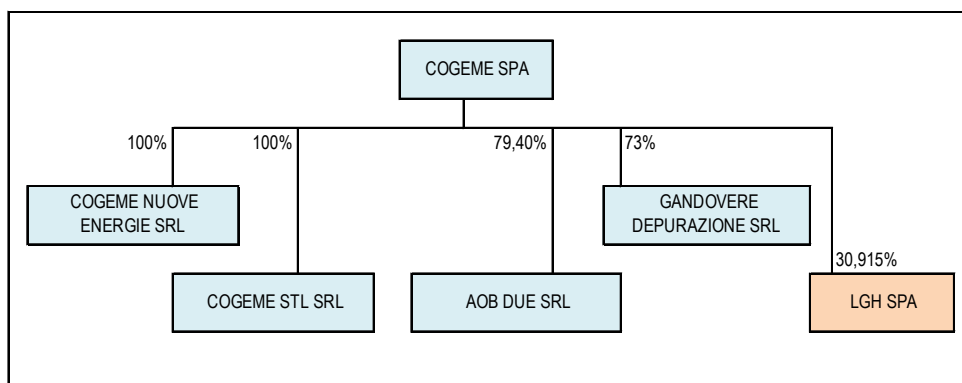 COGEME SPA
100%
100%
79,40%
73%
COGEME NUOVE
ENERGIE SRL
GANDOVERE
DEPURAZIONE SRL
30,915%
COGEME STL SRL
AOB DUE SRL
LGH SPA